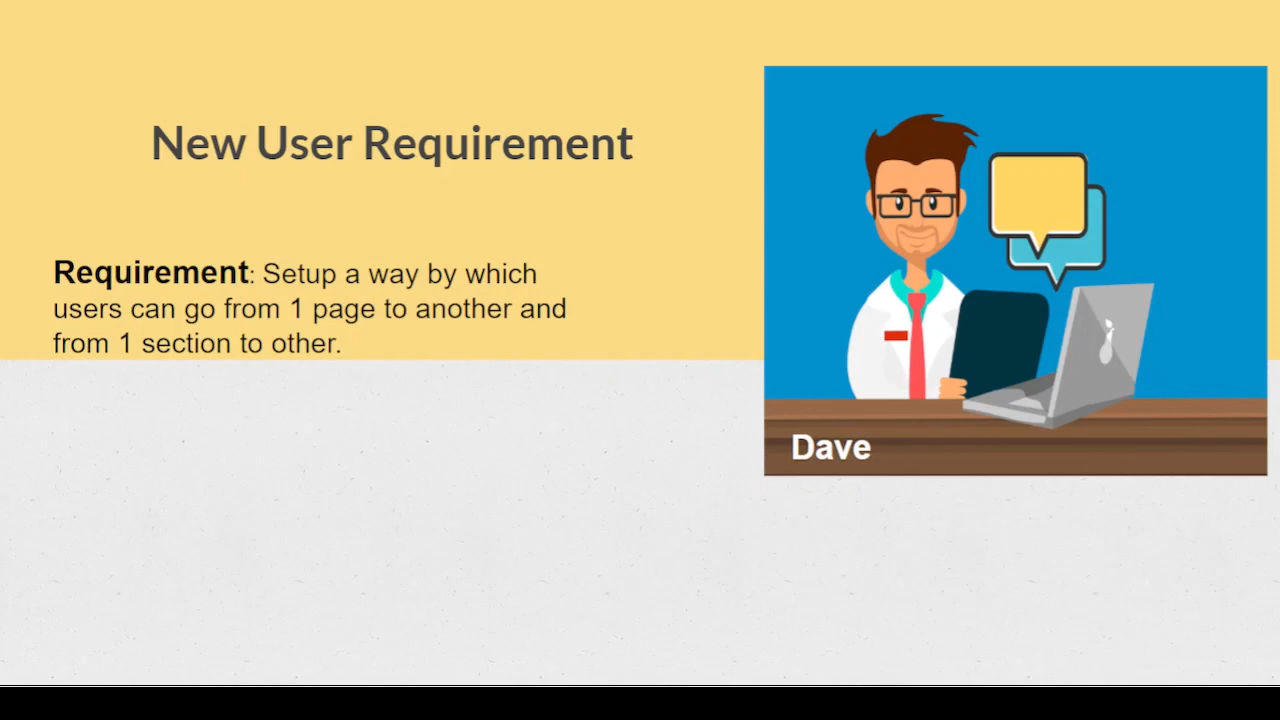 New User Requirement
Requirement: Setup a way by which
users can go from 1 page to another and
from 1 section to other.
Dave